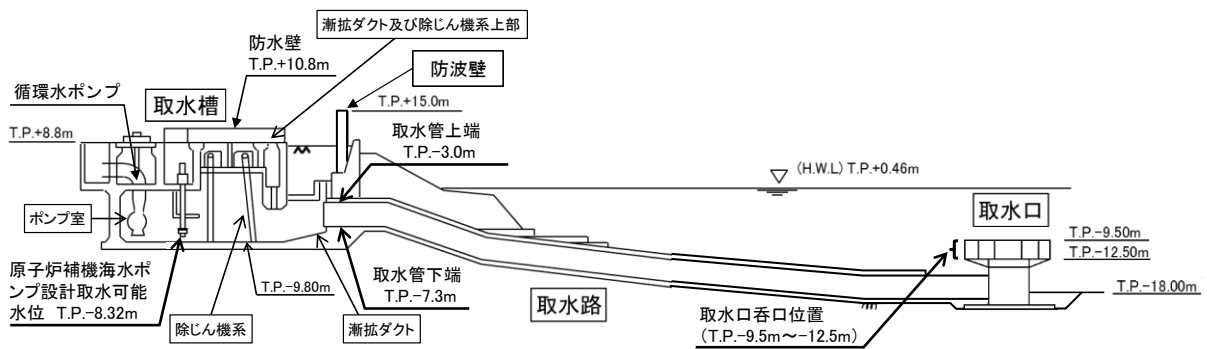 漸拡ダクト及び除じん機系上部
防水壁
T.P.+10.8m
防波壁
循環水ポンプ
取水槽
T.P.+15.0m
T.P.+8.8m
取水管上端
T.P.-3.0m
(H.W.L) T.P.+0.46m
ポンプ室
取水口
T.P.-9.50m
T.P.-12.50m
原子炉補機海水ポ
ンプ設計取水可能
水位 T.P.-8.32m
T.P.-9.80m
取水管下端
T.P.-7.3m
T.P.-18.00m
取水路
除じん機系
漸拡ダクト
取水口呑口位置
(T.P.-9.5m～-12.5m)